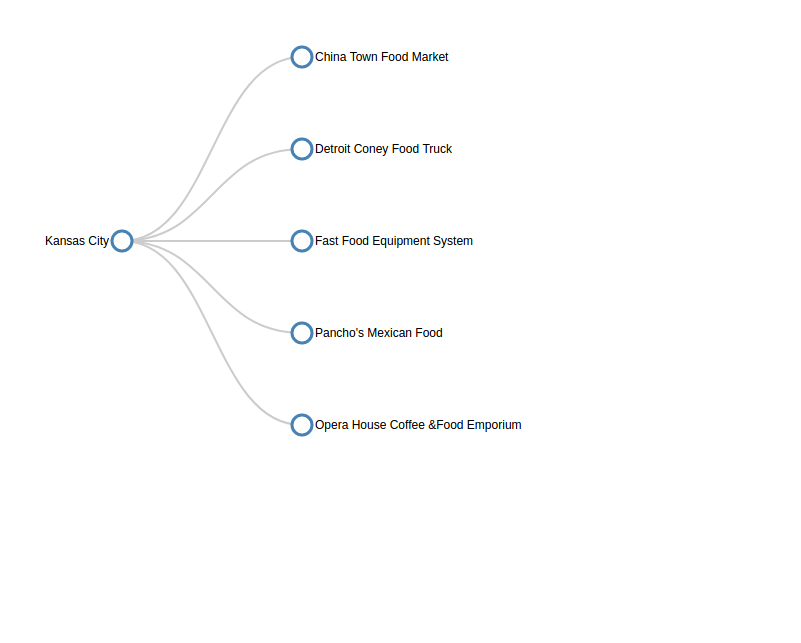 China Town Food Market
Detroit Coney Food Truck
Kansas City
Fast Food Equipment System
Pancho's Mexican Food
Opera House Coffee &Food Emporium